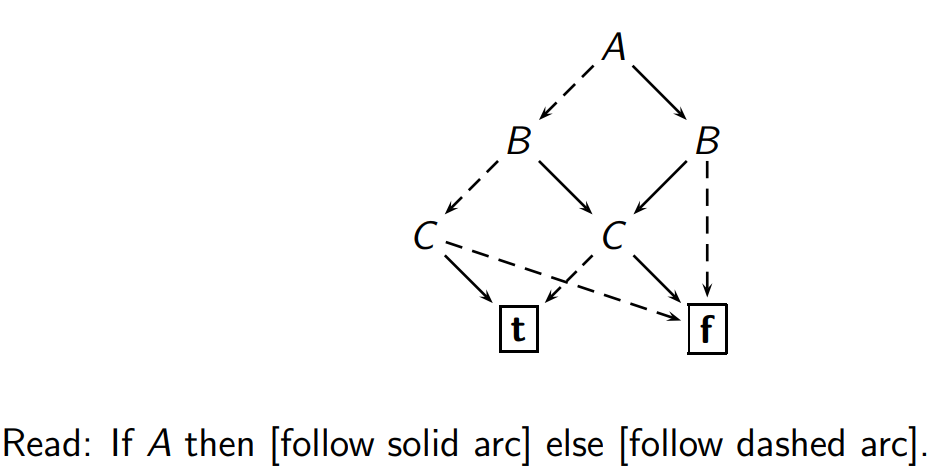 A
B B
C C
t f
Read: If A then [follow solid arc] else [follow dashed arc].